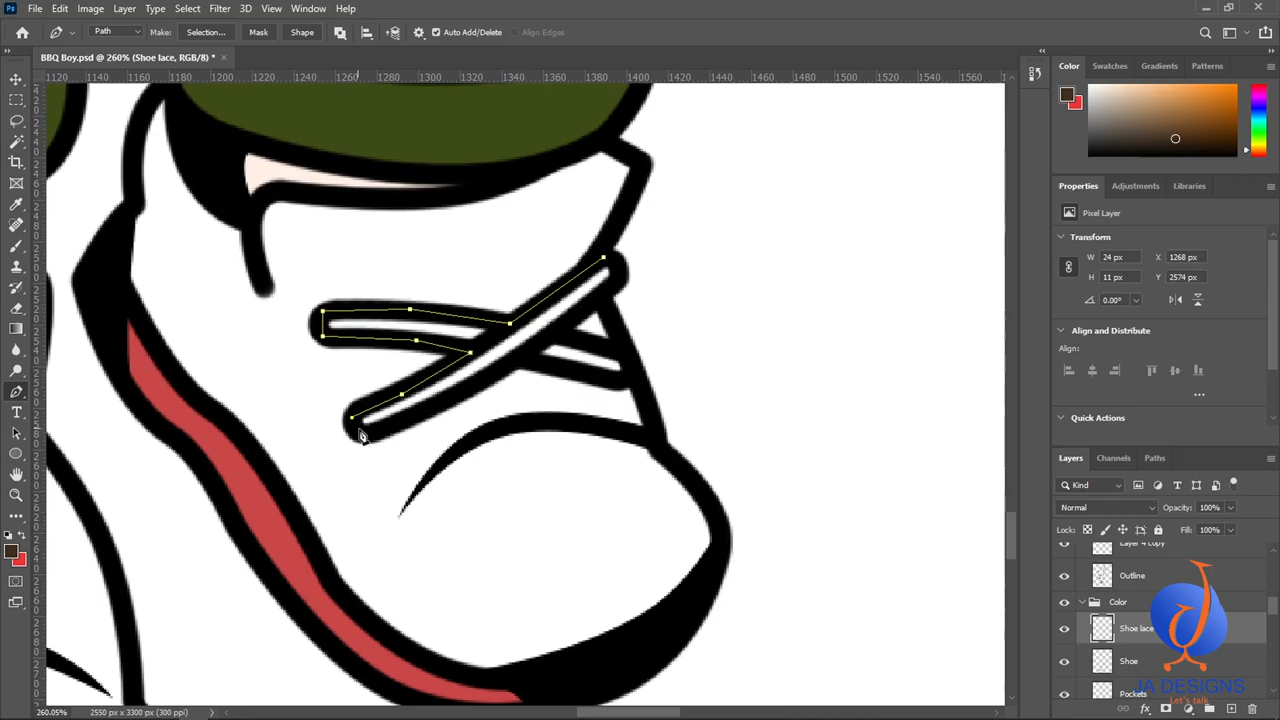 Ps File Edit Image Layer Type Select Filter 3D View Window Help
Path Make: Selection... Mask Shape Auto Add/Delete Align Edges
BBQ Boy.psd @ 260% (Shoe lace, RGB/8) *
1120 1140 1160 1180 1200 1220 1240 1260 1280 1300 1320 1340 1360 1380 1400 1420 1440 1460 1480 1500 1520 1540 1560
Color Swatches Gradients Patterns
Properties Adjustments Libraries
Pixel Layer
Transform
W 24 px X 1268 px
H 11 px Y 2574 px
0.00°
Align and Distribute
Align:
Quick Actions
Layers Channels Paths
Kind
Normal Opacity: 100%
Lock: Fill: 100%
Layer 4 copy
Outline
Color
Shoe lace
Shoe
Pockets
JA DESIGNS
Let's talk
260.05% 2550 px x 3300 px (300 ppi)